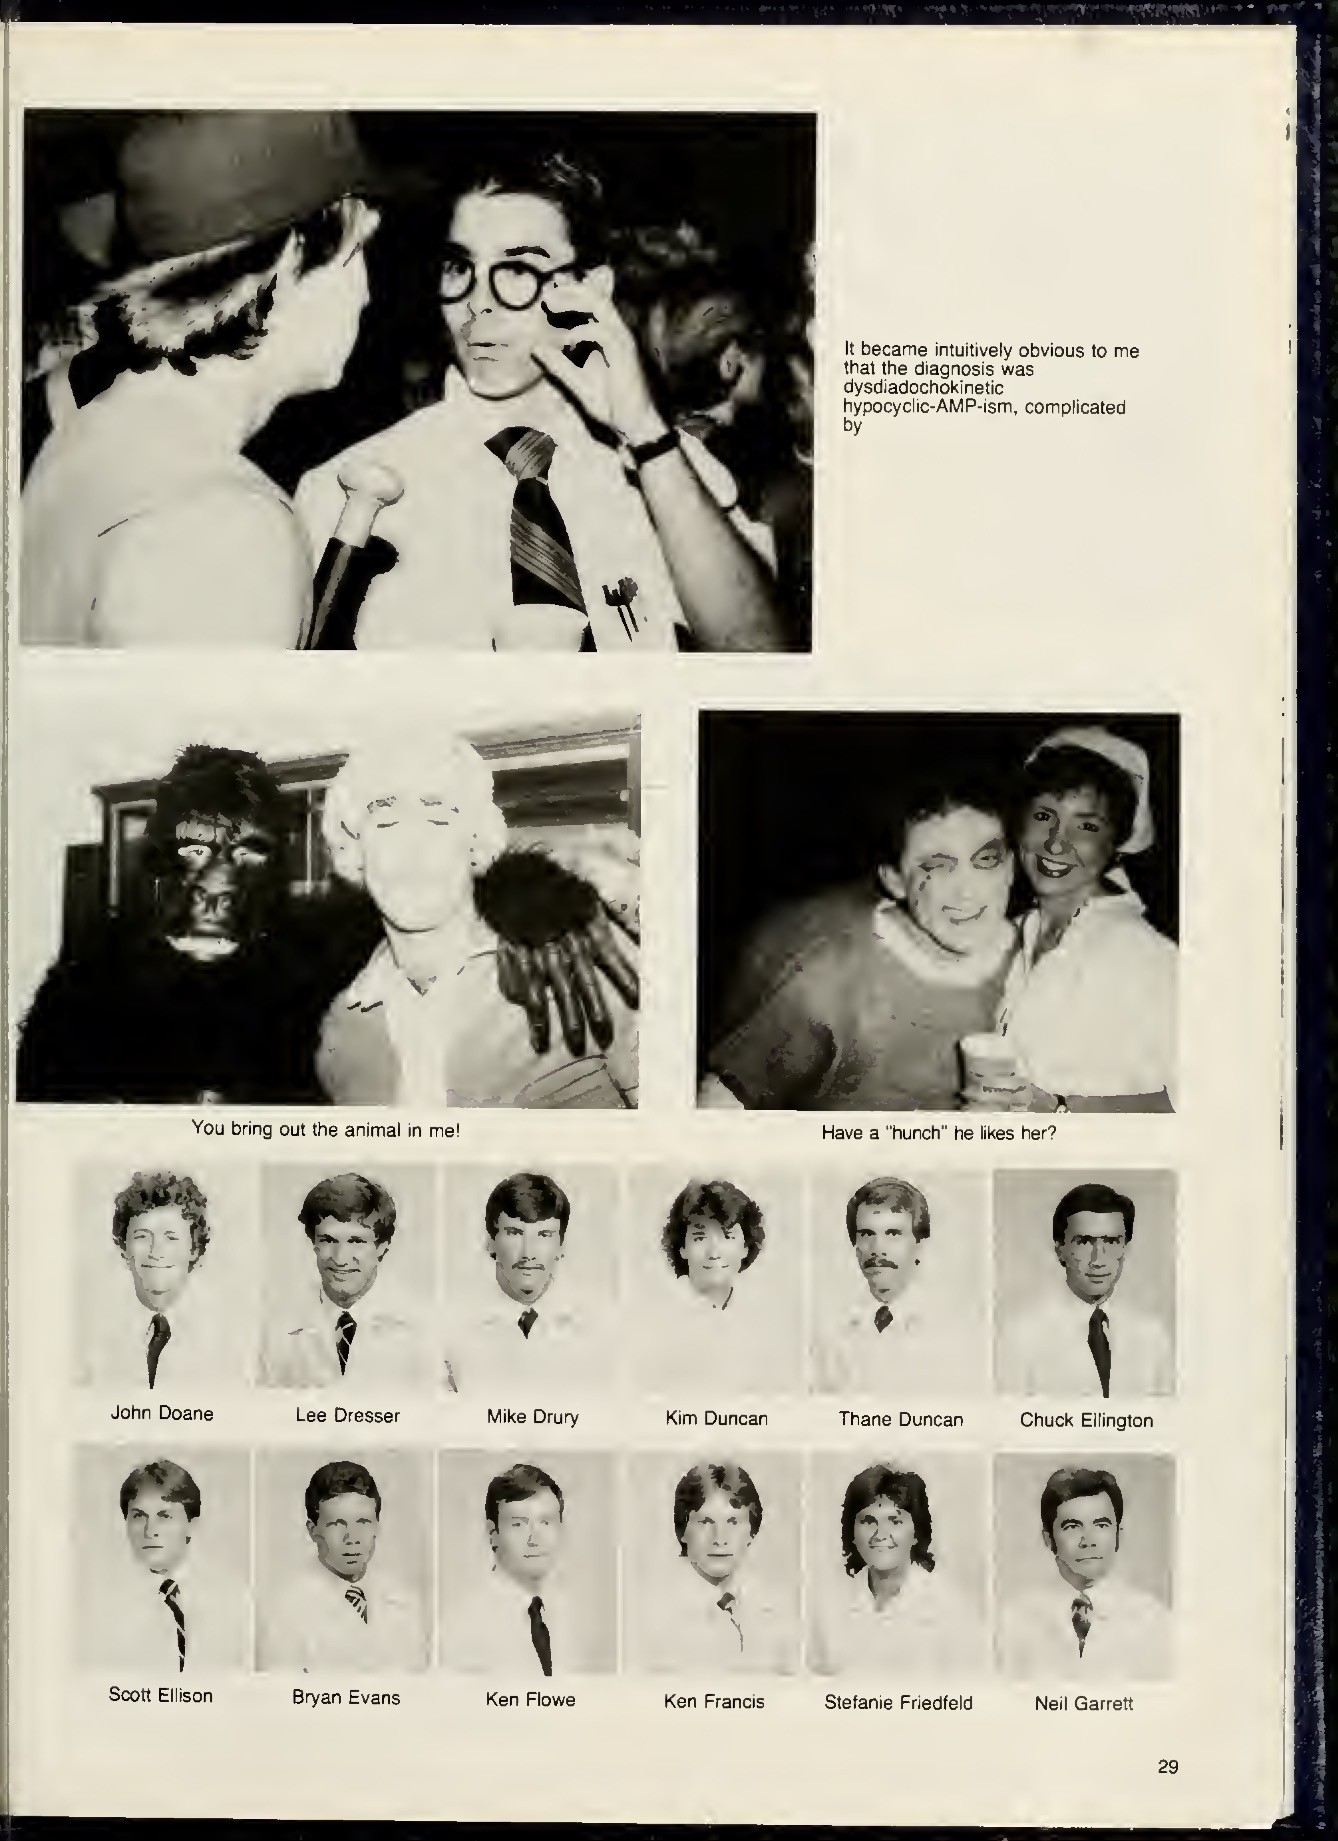 It became intuitively obvious to me
that the diagnosis was
dysdiadochokinetic
hypocyclic-AMP-ism, complicated
by
You bring out the animal in me!
Have a "hunch" he likes her?
John Doane
Lee Dresser
Mike Drury
Kim Duncan
Thane Duncan
Chuck Ellington
Scott Ellison
Bryan Evans
Ken Flowe
Ken Francis
Stefanie Friedfeld
Neil Garrett
29